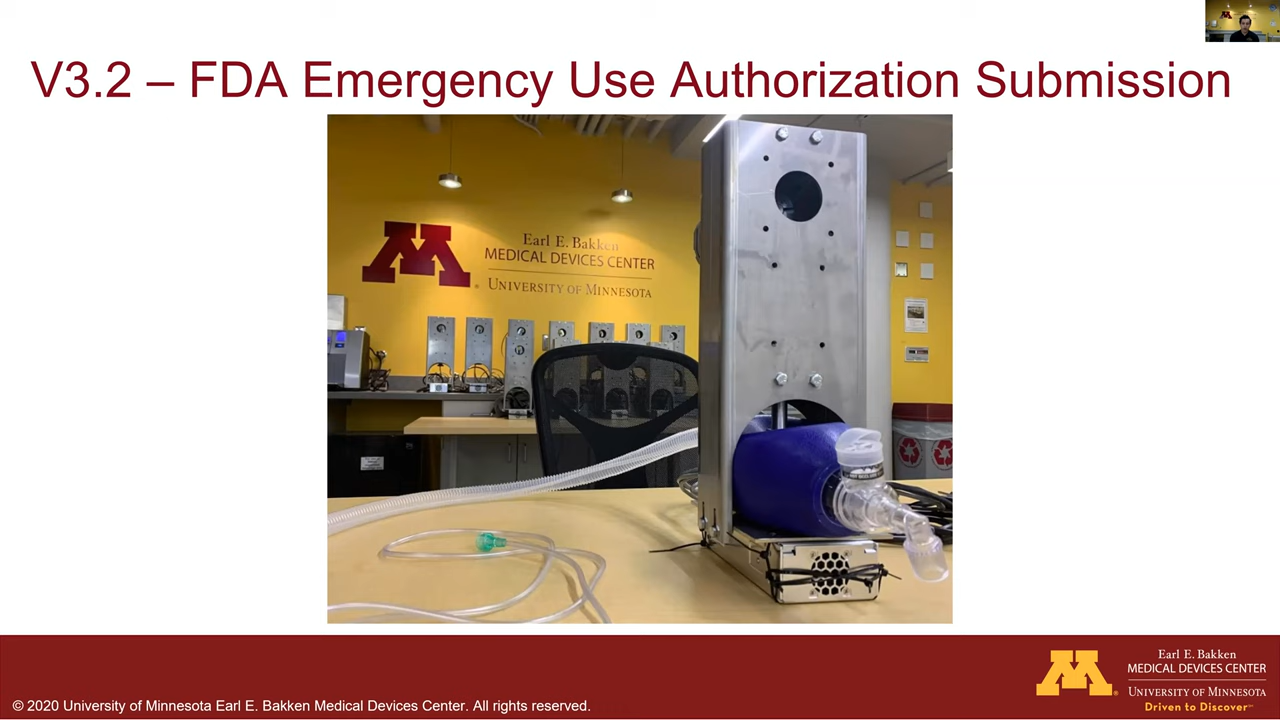 V3.2 – FDA Emergency Use Authorization Submission
M
Earl E. Bakken
MEDICAL DEVICES CENTER
UNIVERSITY OF MINNESOTA
© 2020 University of Minnesota Earl E. Bakken Medical Devices Center. All rights reserved.
M
Earl E. Bakken
MEDICAL DEVICES CENTER
UNIVERSITY OF MINNESOTA
Driven to Discover℠